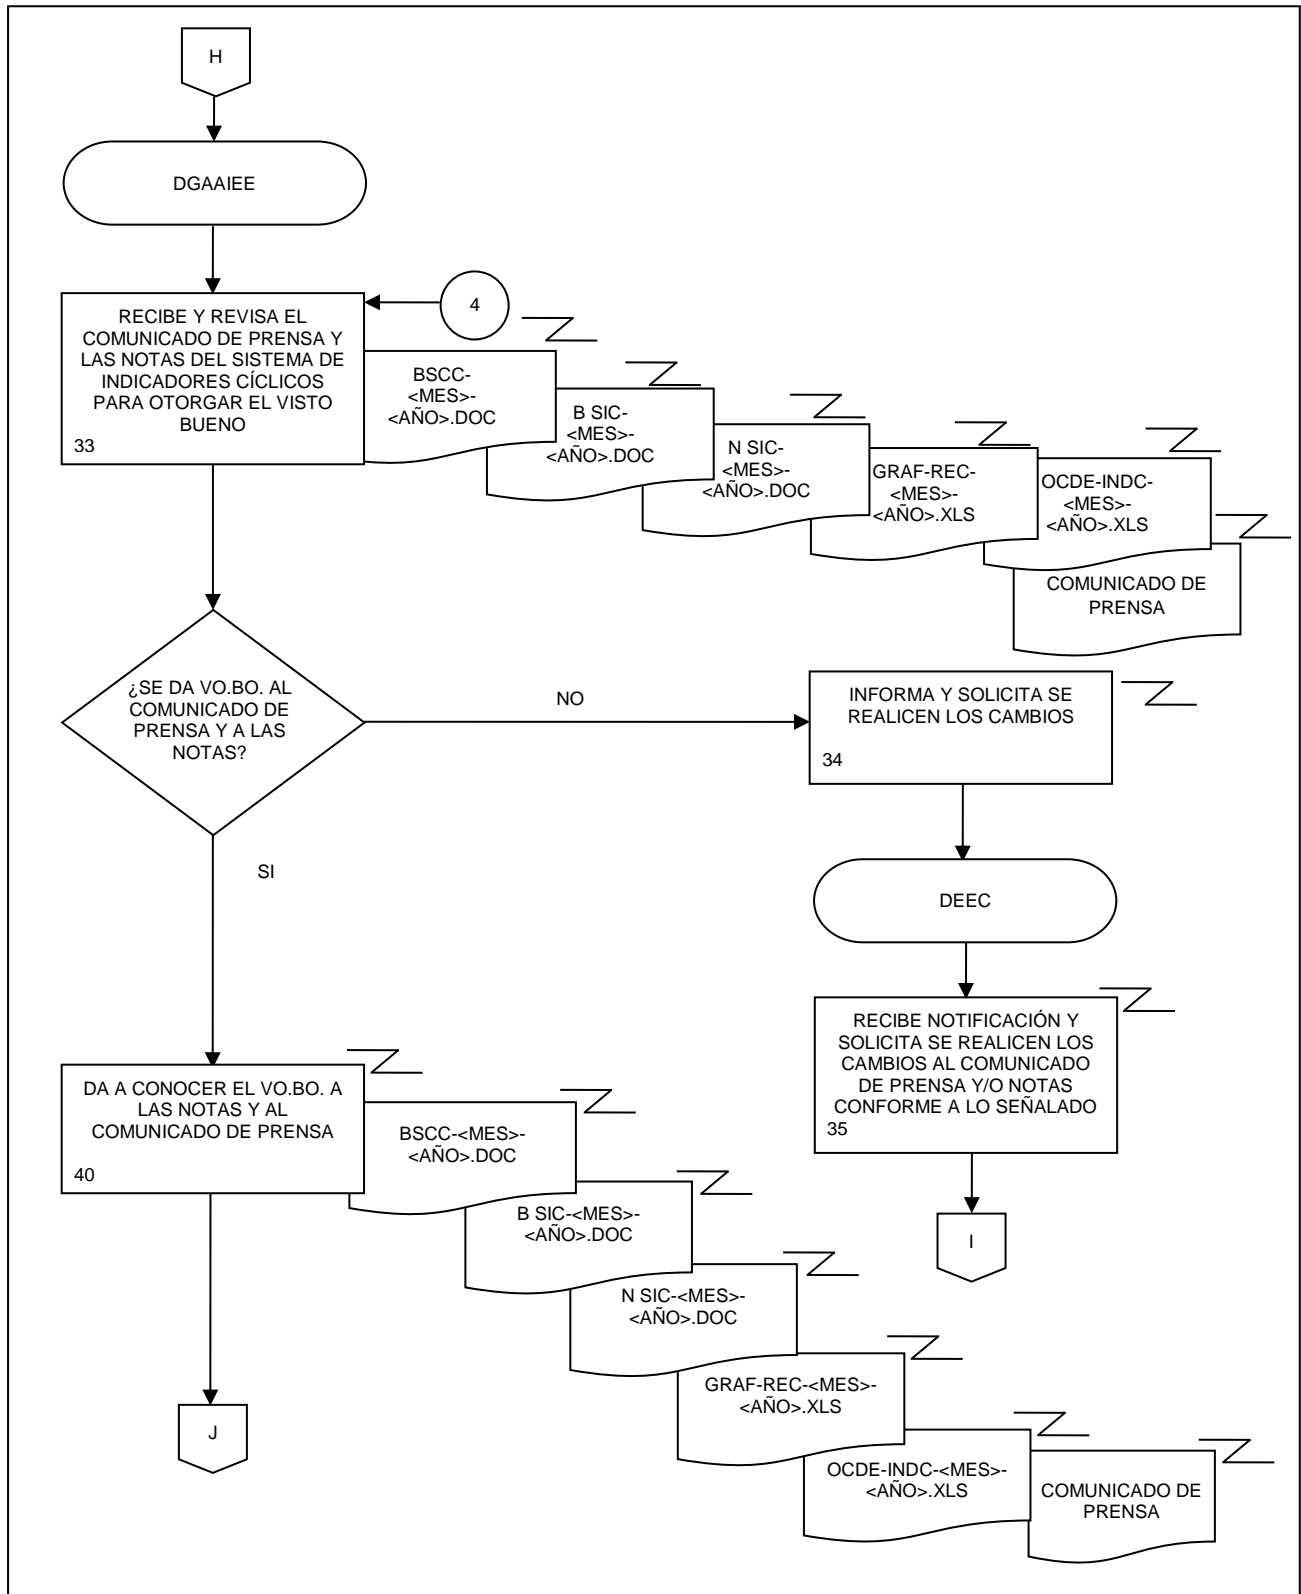 H
DGAAIEE
4
RECIBE Y REVISA EL
COMUNICADO DE PRENSA Y
LAS NOTAS DEL SISTEMA DE
INDICADORES CÍCLICOS
PARA OTORGAR EL VISTO
BUENO
33
BSCC-
<MES>-
<AÑO>.DOC
B SIC-
<MES>-
<AÑO>.DOC
N SIC-
<MES>-
<AÑO>.DOC
GRAF-REC-
<MES>-
<AÑO>.XLS
OCDE-INDC-
<MES>-
<AÑO>.XLS
COMUNICADO DE
PRENSA
¿SE DA VO.BO. AL
COMUNICADO DE
PRENSA Y A LAS
NOTAS?
NO
INFORMA Y SOLICITA SE
REALICEN LOS CAMBIOS
34
SI
DEEC
RECIBE NOTIFICACIÓN Y
SOLICITA SE REALICEN LOS
CAMBIOS AL COMUNICADO
DE PRENSA Y/O NOTAS
CONFORME A LO SEÑALADO
35
I
DA A CONOCER EL VO.BO. A
LAS NOTAS Y AL
COMUNICADO DE PRENSA
40
BSCC-<MES>-
<AÑO>.DOC
B SIC-<MES>-
<AÑO>.DOC
N SIC-<MES>-
<AÑO>.DOC
GRAF-REC-<MES>-
<AÑO>.XLS
OCDE-INDC-<MES>-
<AÑO>.XLS
COMUNICADO DE
PRENSA
J